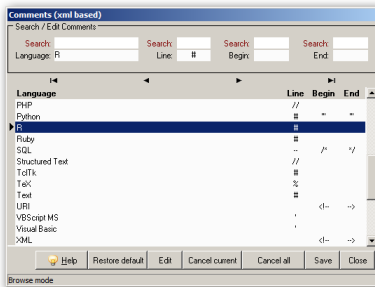 Comments (xml based)
Search / Edit Comments
Search: Search: Search: Search:
Language: R Line: # Begin: End:
Language Line Begin End
PHP //
Python # ''' '''
R #
Ruby #
SQL -- /* */
Structured Text //
TclTk #
TeX %
Text #
URI <!-- -->
VBScript MS '
Visual Basic '
XML <!-- -->
Help Restore default Edit Cancel current Cancel all Save Close
Browse mode